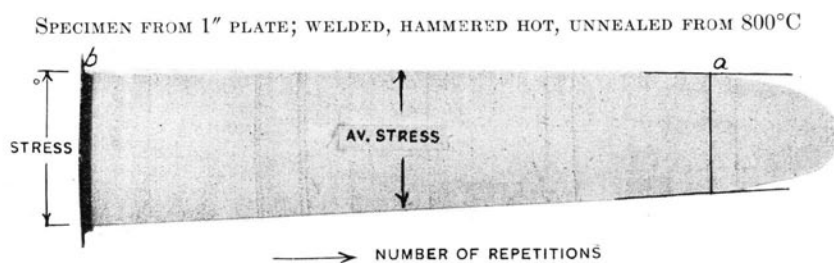 SPECIMEN FROM 1″ PLATE; WELDED, HAMMERED HOT, UNNEALED FROM 800°C
b
a
STRESS
AV. STRESS
NUMBER OF REPETITIONS